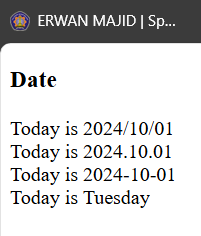 ERWAN MAJID | Sp...
Date
Today is 2024/10/01
Today is 2024.10.01
Today is 2024-10-01
Today is Tuesday